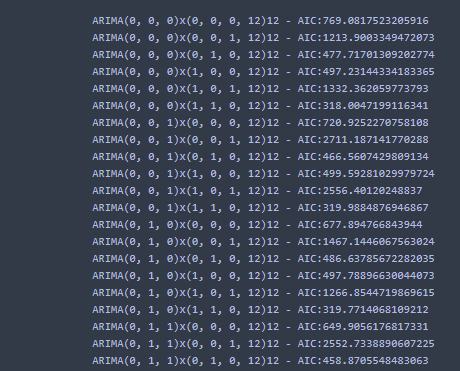 ARIMA(0, 0, 0)x(0, 0, 0, 12)12 - AIC:769.0817523205916
ARIMA(0, 0, 0)x(0, 0, 1, 12)12 - AIC:1213.9003349472073
ARIMA(0, 0, 0)x(0, 1, 0, 12)12 - AIC:477.71701309202774
ARIMA(0, 0, 0)x(1, 0, 0, 12)12 - AIC:497.23144334183365
ARIMA(0, 0, 0)x(1, 0, 1, 12)12 - AIC:1332.362059773793
ARIMA(0, 0, 0)x(1, 1, 0, 12)12 - AIC:318.0047199116341
ARIMA(0, 0, 1)x(0, 0, 0, 12)12 - AIC:720.9252270758108
ARIMA(0, 0, 1)x(0, 0, 1, 12)12 - AIC:2711.187141770288
ARIMA(0, 0, 1)x(0, 1, 0, 12)12 - AIC:466.5607429809134
ARIMA(0, 0, 1)x(1, 0, 0, 12)12 - AIC:499.59281029979724
ARIMA(0, 0, 1)x(1, 0, 1, 12)12 - AIC:2556.40120248837
ARIMA(0, 0, 1)x(1, 1, 0, 12)12 - AIC:319.9884876946867
ARIMA(0, 1, 0)x(0, 0, 0, 12)12 - AIC:677.894766843944
ARIMA(0, 1, 0)x(0, 0, 1, 12)12 - AIC:1467.1446067563024
ARIMA(0, 1, 0)x(0, 1, 0, 12)12 - AIC:486.63785672282035
ARIMA(0, 1, 0)x(1, 0, 0, 12)12 - AIC:497.78896630044073
ARIMA(0, 1, 0)x(1, 0, 1, 12)12 - AIC:1266.8544719869615
ARIMA(0, 1, 0)x(1, 1, 0, 12)12 - AIC:319.7714068109212
ARIMA(0, 1, 1)x(0, 0, 0, 12)12 - AIC:649.9056176817331
ARIMA(0, 1, 1)x(0, 0, 1, 12)12 - AIC:2552.7338890607225
ARIMA(0, 1, 1)x(0, 1, 0, 12)12 - AIC:458.8705548483063